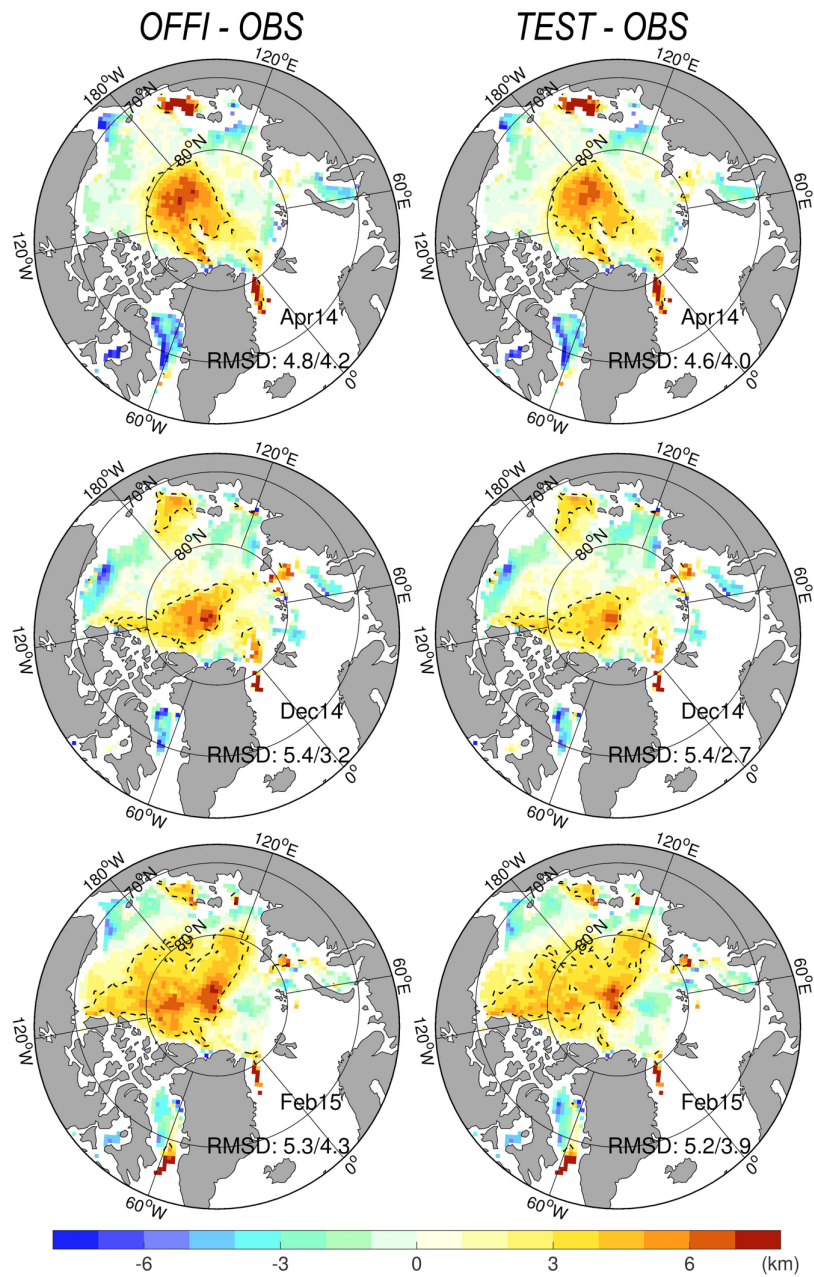 OFFI - OBS
TEST - OBS
120°E
180°W
70°N
80°N
60°E
120°W
Apr14
RMSD: 4.8/4.2
0°
60°W
120°E
180°W
70°N
80°N
60°E
120°W
Apr14
RMSD: 4.6/4.0
0°
60°W
120°E
180°W
70°N
80°N
60°E
120°W
Dec14
RMSD: 5.4/3.2
0°
60°W
120°E
180°W
70°N
80°N
60°E
120°W
Dec14
RMSD: 5.4/2.7
0°
60°W
120°E
180°W
70°N
80°N
60°E
120°W
Feb15
RMSD: 5.3/4.3
0°
60°W
120°E
180°W
70°N
80°N
60°E
120°W
Feb15
RMSD: 5.2/3.9
0°
60°W
-6 -3 0 3 6 (km)